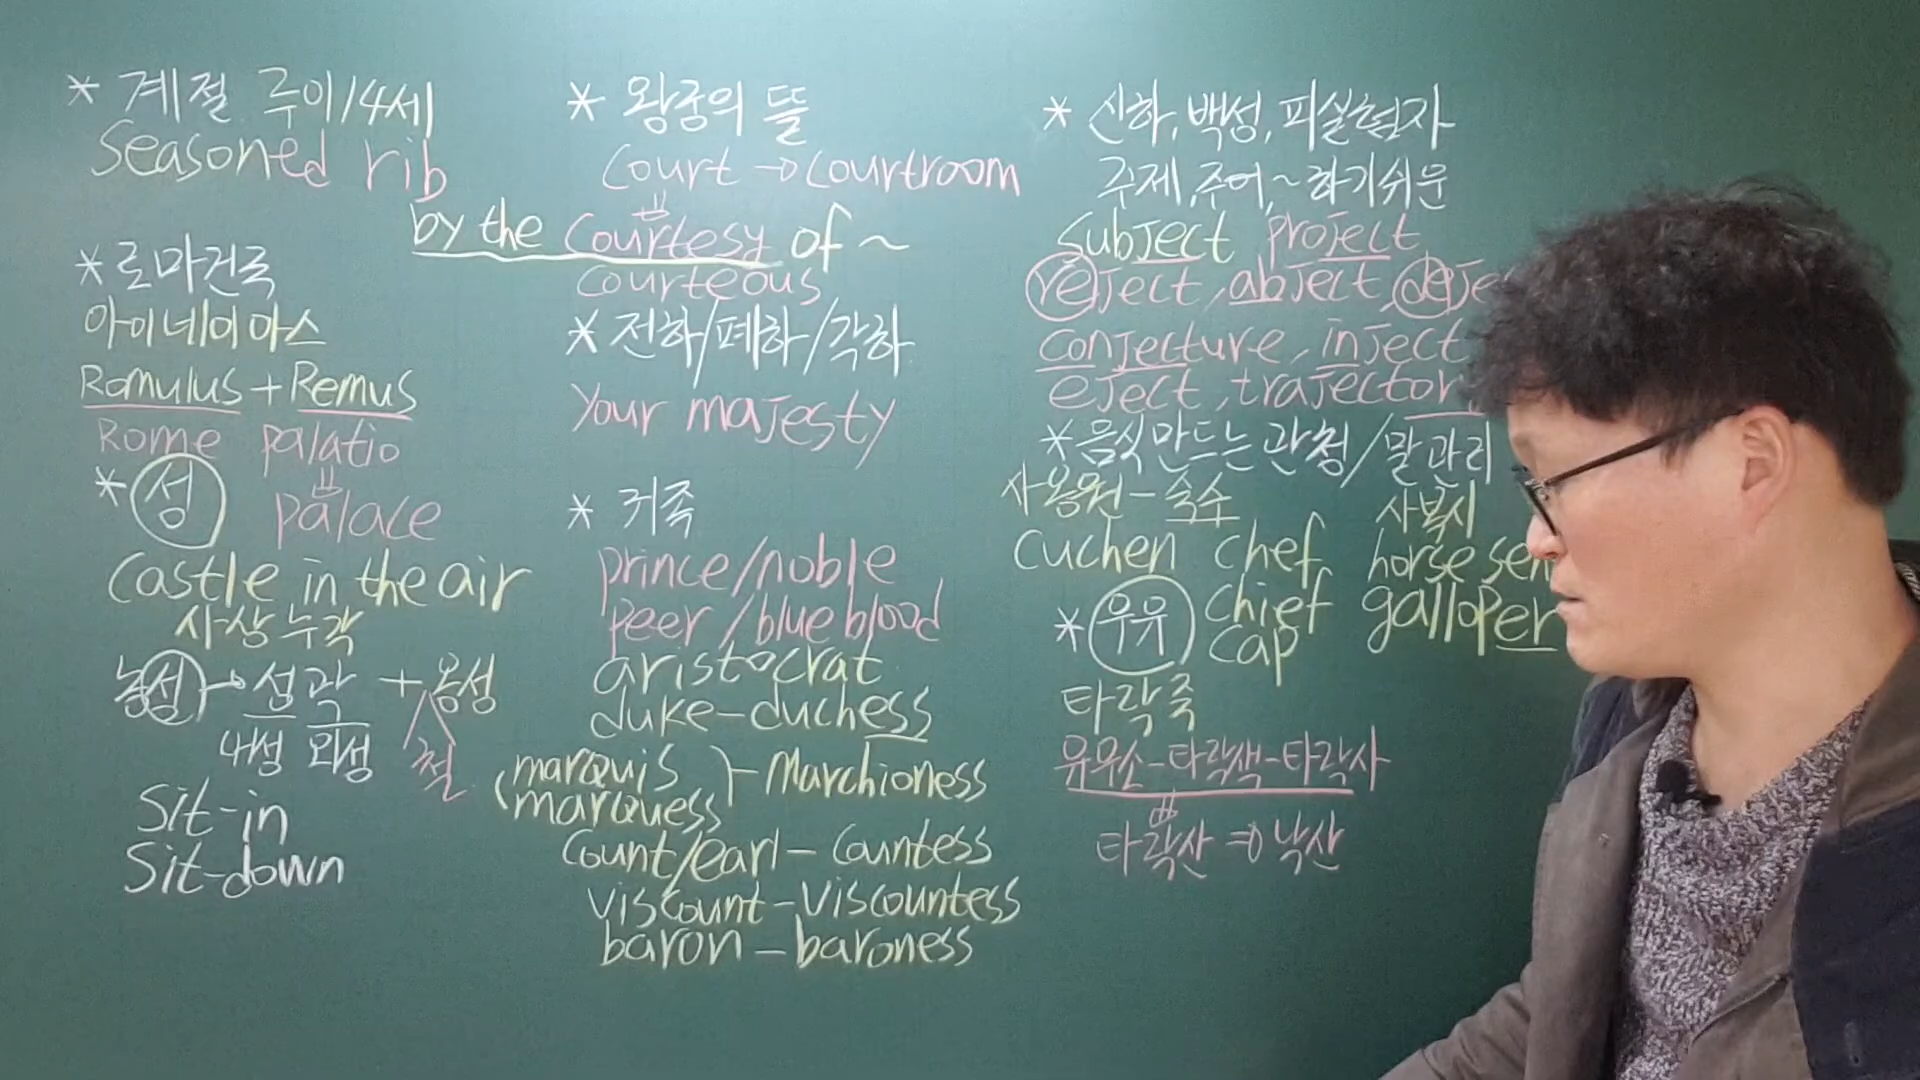 * 계절 루이/4세
Seasoned rib
* 로마건국
아이네이아스
Romulus + Remus
Rome palatio
* 성 palace
Castle in the air
사상누각
농성 → 성곽 + 옹성
내성 외성 철
Sit-in
Sit-down
* 왕궁의 뜰
Court → courtroom
by the courtesy of ~
courteous
* 전하/폐하/각하
Your majesty
* 귀족
prince/noble
peer/blue blood
aristocrat
duke-duchess
(marquis
marquess) - Marchioness
Count/earl - Countess
Viscount - Viscountess
baron - baroness
* 신하, 백성, 피실험자
주제, 주어, ~하기쉬운
Subject project
reject, abject, deje
conjecture, inject
eject, trajector
* 음식 만드는 관청 / 말 관리
사옹원 - 숙수 사복시
Cuchen chef horse sen
* 우유 chief galloper
cap
타락죽
유우소-타락색-타락사
타락산 ⇒ 낙산